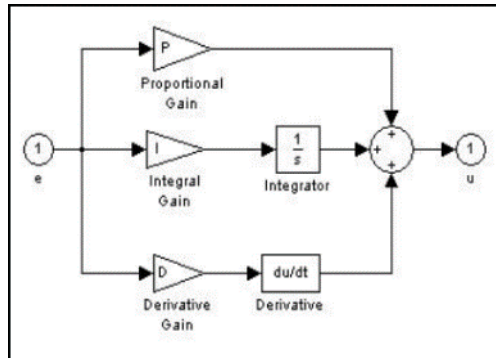 P
Proportional
Gain
1
e
I
Integral
Gain
1
s
Integrator
+
+
+
1
u
D
Derivative
Gain
du/dt
Derivative